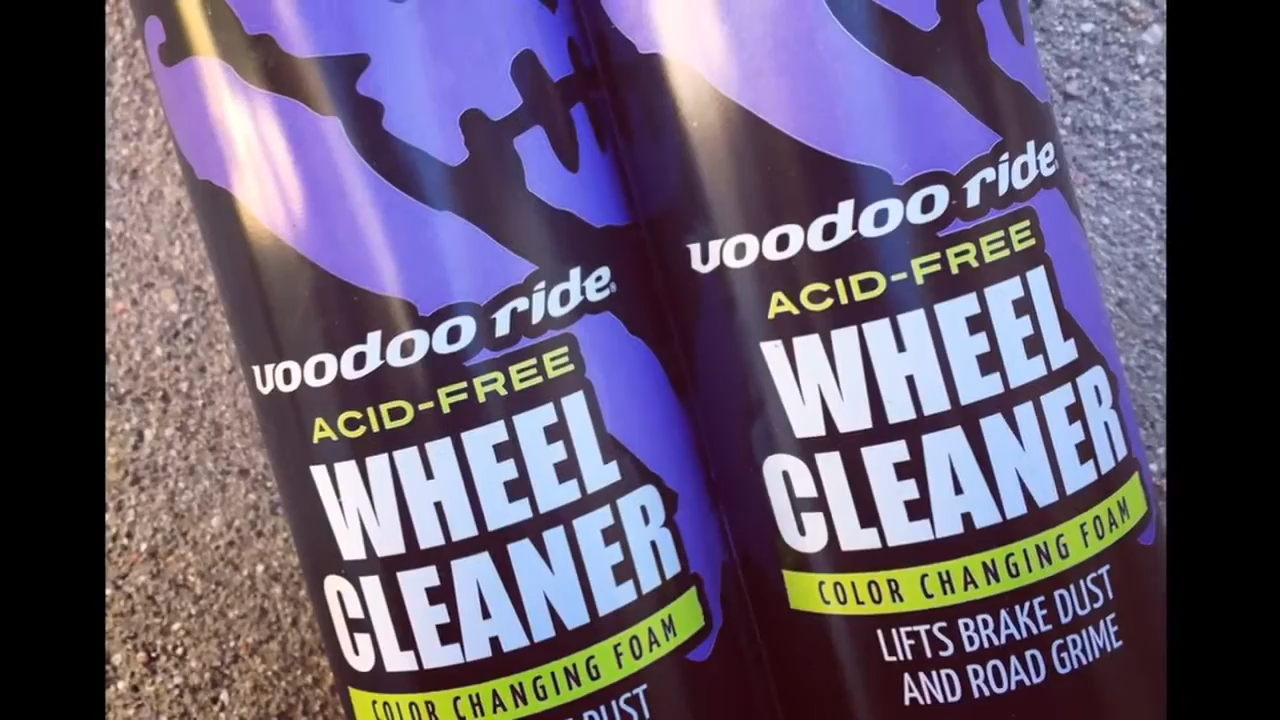 voodoo ride
ACID-FREE
WHEEL
CLEANER
COLOR CHANGING FOAM
DUST
voodoo ride
ACID-FREE
WHEEL
CLEANER
COLOR CHANGING FOAM
LIFTS BRAKE DUST
AND ROAD GRIME